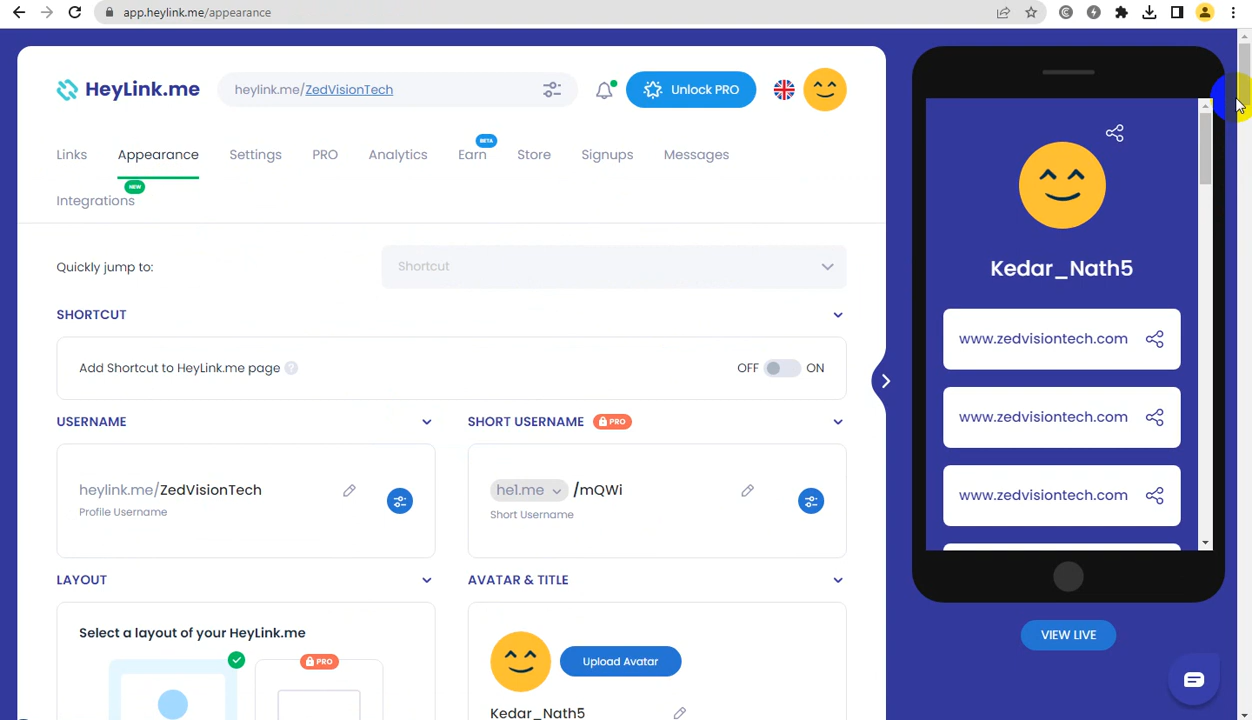 app.heylink.me/appearance
HeyLink.me
heylink.me/ZedVisionTech
Unlock PRO
Links
Appearance
Settings
PRO
Analytics
BETA
Earn
Store
Signups
Messages
NEW
Integrations
Quickly jump to:
Shortcut
SHORTCUT
Add Shortcut to HeyLink.me page ?
OFF ON
USERNAME
heylink.me/ZedVisionTech
Profile Username
SHORT USERNAME PRO
he1.me /mQWi
Short Username
LAYOUT
Select a layout of your HeyLink.me
PRO
AVATAR & TITLE
Upload Avatar
Kedar_Nath5
Kedar_Nath5
www.zedvisiontech.com
www.zedvisiontech.com
www.zedvisiontech.com
VIEW LIVE